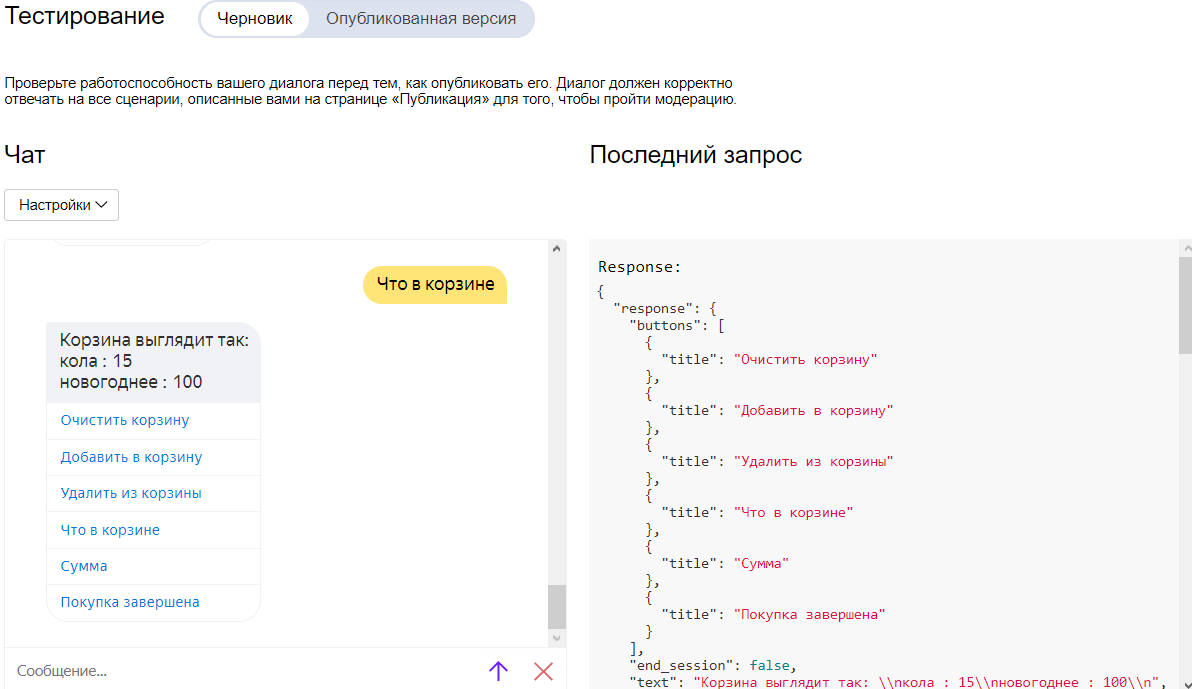 Тестирование
Черновик
Опубликованная версия
Проверьте работоспособность вашего диалога перед тем, как опубликовать его. Диалог должен корректно
отвечать на все сценарии, описанные вами на странице «Публикация» для того, чтобы пройти модерацию.
Чат
Настройки
Что в корзине
Корзина выглядит так:
кола : 15
новогоднее : 100
Очистить корзину
Добавить в корзину
Удалить из корзины
Что в корзине
Сумма
Покупка завершена
Сообщение...
Последний запрос
Response:
{
"response": {
"buttons": [
{
"title": "Очистить корзину"
},
{
"title": "Добавить в корзину"
},
{
"title": "Удалить из корзины"
},
{
"title": "Что в корзине"
},
{
"title": "Сумма"
},
{
"title": "Покупка завершена"
}
],
"end_session": false,
"text": "Корзина выглядит так: \\nкола : 15\\nновогоднее : 100\\n",